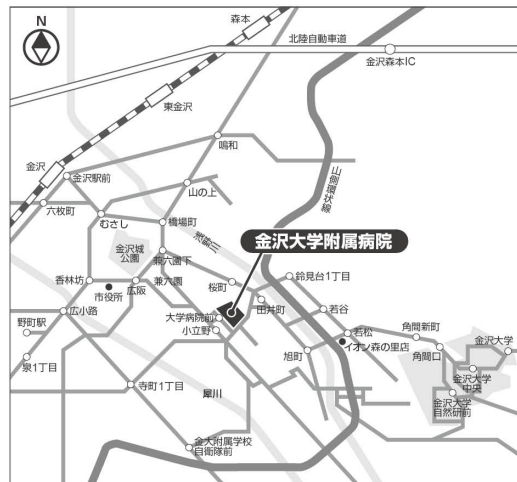 N
森本
北陸自動車道
金沢森本IC
東金沢
鳴和
金沢
金沢駅前
山側環状線
山の上
六枚町
むさし
橋場町
浅野川
金沢大学附属病院
金沢城
公園
兼六園下
香林坊
市役所
広阪
兼六園
桜町
鈴見台1丁目
野町駅
広小路
大学病院前
小立野
田井町
若谷
若松
角間新町
イオン森の里店
角間口
金沢大学
旭町
泉1丁目
金沢大学
中央
寺町1丁目
犀川
金沢大学
自然研前
金大附属学校
自衛隊前